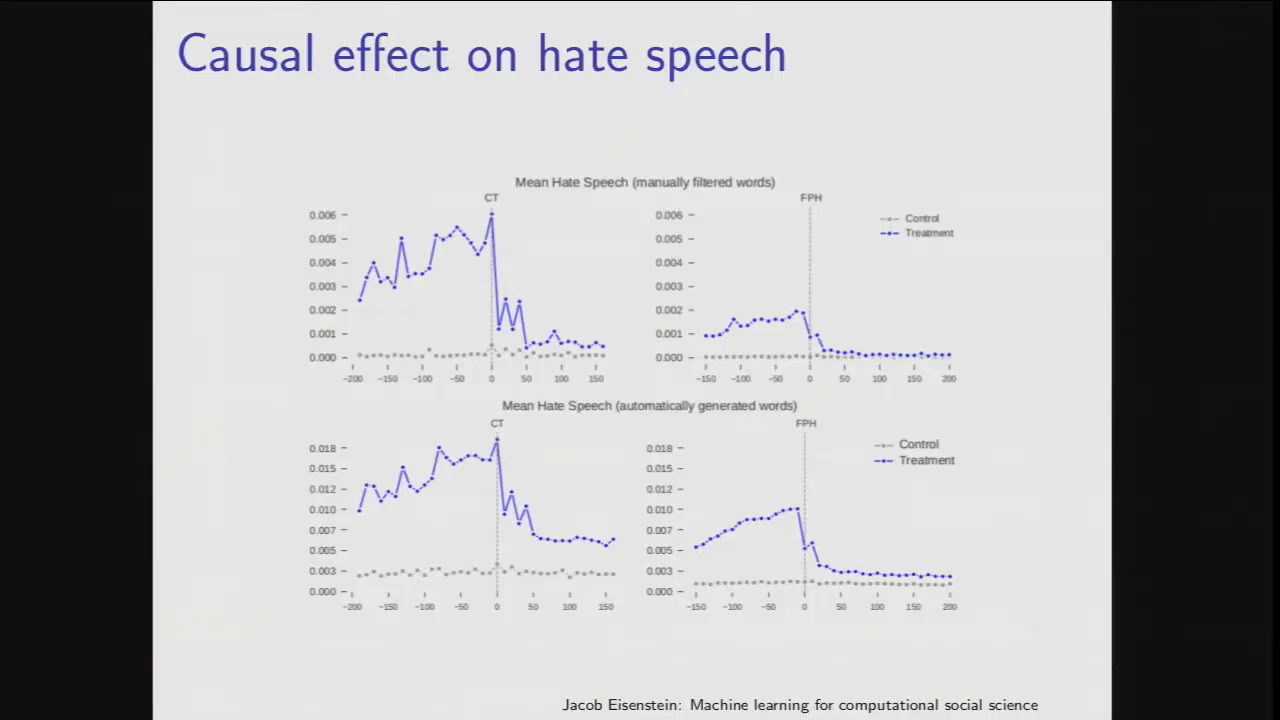 Causal effect on hate speech
Mean Hate Speech (manually filtered words)
CT
FPH
0.006
0.005
0.004
0.003
0.002
0.001
0.000
−200 −150 −100 −50 0 50 100 150
0.006
0.005
0.004
0.003
0.002
0.001
0.000
−150 −100 −50 0 50 100 150 200
Control
Treatment
Mean Hate Speech (automatically generated words)
CT
FPH
0.018
0.015
0.012
0.010
0.007
0.005
0.003
0.000
−200 −150 −100 −50 0 50 100 150
0.018
0.015
0.012
0.010
0.007
0.005
0.003
0.000
−150 −100 −50 0 50 100 150 200
Control
Treatment
Jacob Eisenstein: Machine learning for computational social science